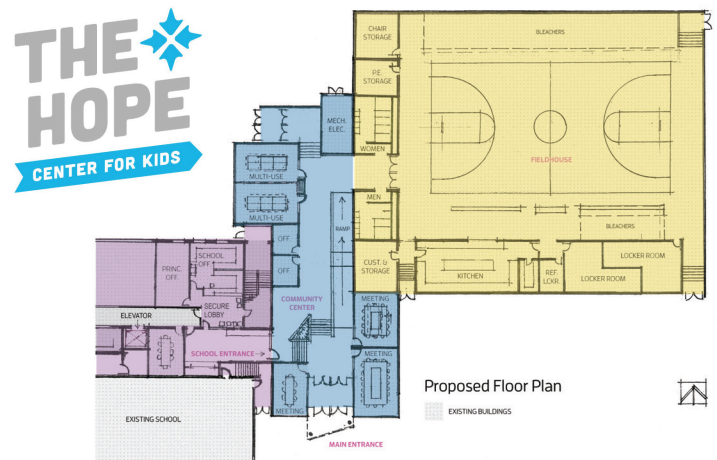 THE
HOPE
CENTER FOR KIDS
CHAIR
STORAGE
BLEACHERS
P.E.
STORAGE
MECH.
ELEC.
WOMEN
FIELDHOUSE
MULTI-USE
MULTI-USE
MEN
RAMP
BLEACHERS
OFF.
SCHOOL
OFF.
PRINC.
OFF.
OFF.
CUST. &
STORAGE
KITCHEN
REF.
LCKR.
LOCKER ROOM
LOCKER ROOM
COMMUNITY
CENTER
MEETING
SECURE
LOBBY
ELEVATOR
SCHOOL ENTRANCE
MEETING
MEETING
EXISTING SCHOOL
MAIN ENTRANCE
Proposed Floor Plan
EXISTING BUILDINGS